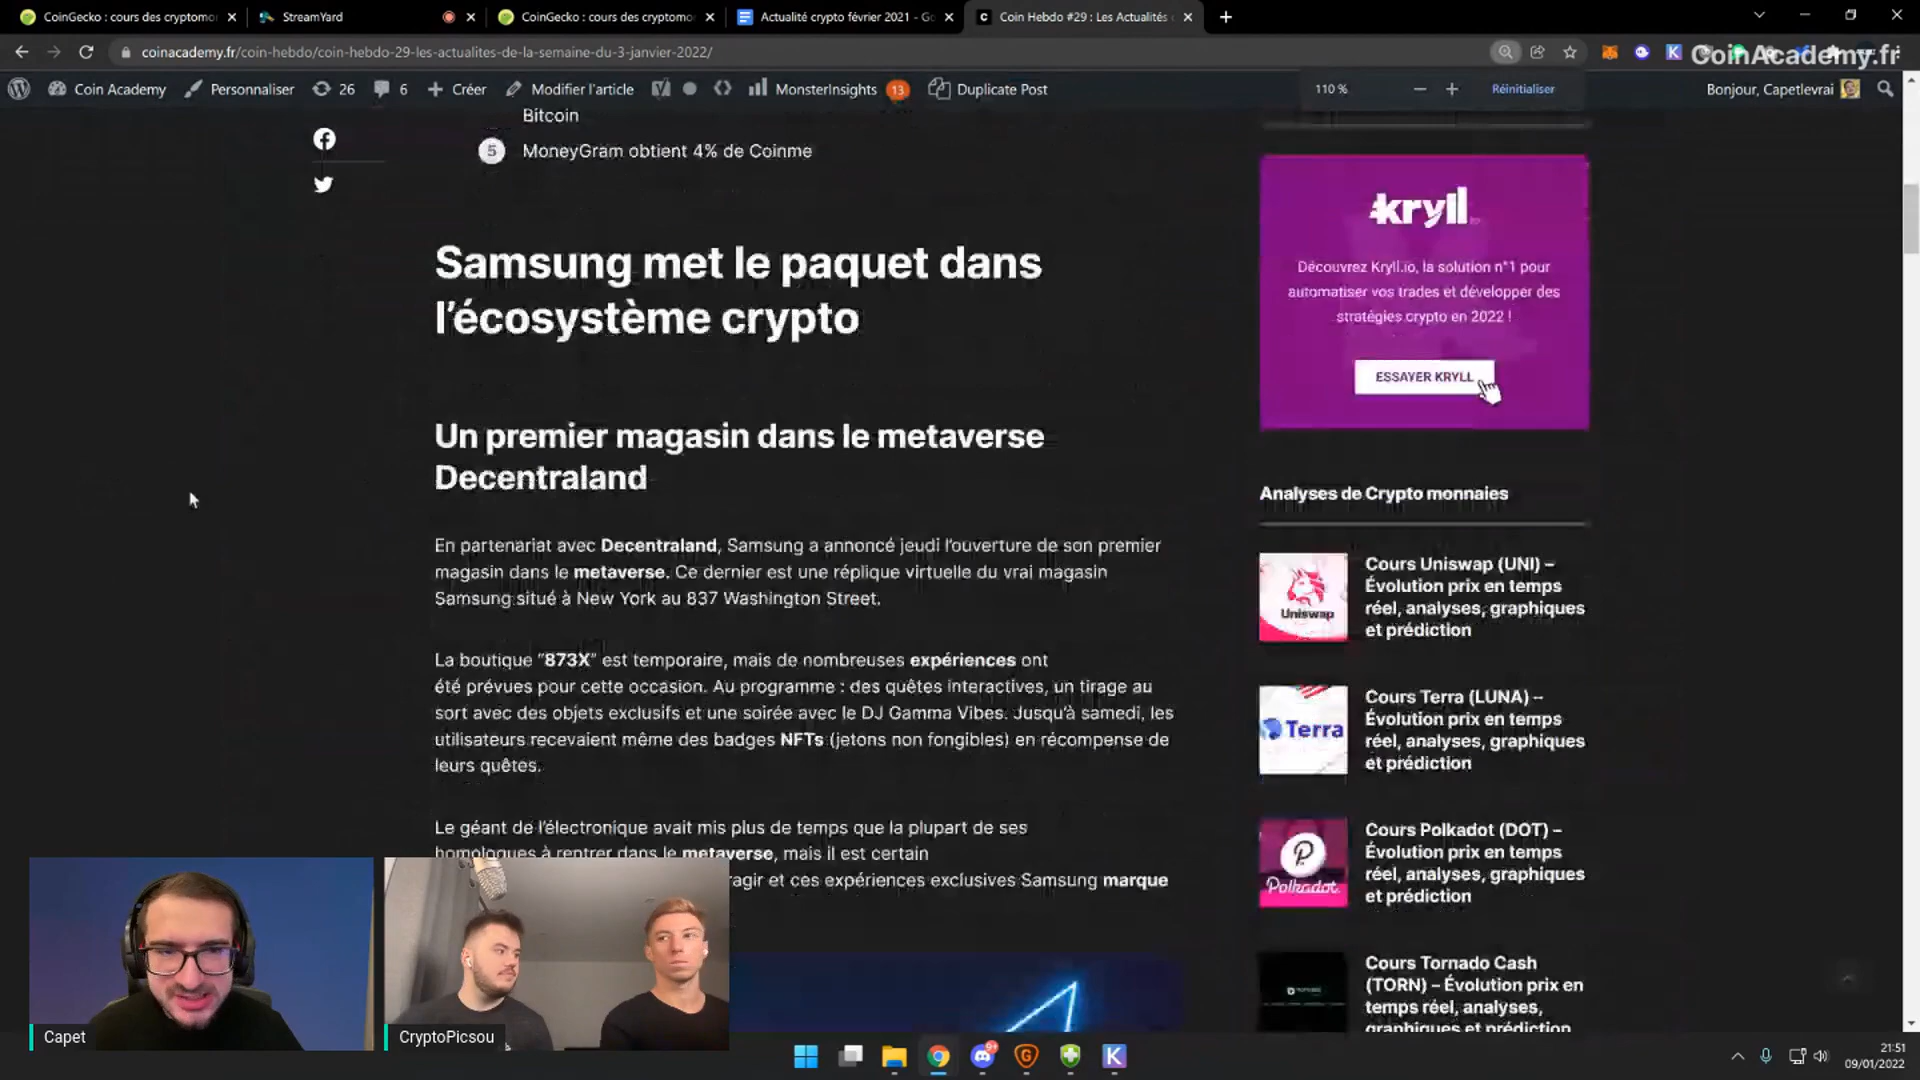 CoinGecko : cours des cryptomo
StreamYard
CoinGecko : cours des cryptomo
Actualité crypto février 2021 - Go
Coin Hebdo #29 : Les Actualités
coinacademy.fr/coin-hebdo/coin-hebdo-29-les-actualites-de-la-semaine-du-3-janvier-2022/
CoinAcademy.fr
Coin Academy
Personnaliser
26
6
Créer
Modifier l'article
MonsterInsights
13
Duplicate Post
110 %
Réinitialiser
Bonjour, Capetlevrai
Bitcoin
5 MoneyGram obtient 4% de Coinme
Samsung met le paquet dans
l'écosystème crypto
Un premier magasin dans le metaverse
Decentraland
En partenariat avec Decentraland, Samsung a annoncé jeudi l'ouverture de son premier
magasin dans le metaverse. Ce dernier est une réplique virtuelle du vrai magasin
Samsung situé à New York au 837 Washington Street.
La boutique "873X" est temporaire, mais de nombreuses expériences ont
été prévues pour cette occasion. Au programme : des quêtes interactives, un tirage au
sort avec des objets exclusifs et une soirée avec le DJ Gamma Vibes. Jusqu'à samedi, les
utilisateurs recevaient même des badges NFTs (jetons non fongibles) en récompense de
leurs quêtes.
Le géant de l'électronique avait mis plus de temps que la plupart de ses
homologues à rentrer dans le metaverse, mais il est certain
ragir et ces expériences exclusives Samsung marque
kryll
Découvrez Kryll.io, la solution n°1 pour
automatiser vos trades et développer des
stratégies crypto en 2022 !
ESSAYER KRYLL
Analyses de Crypto monnaies
Uniswap
Cours Uniswap (UNI) –
Évolution prix en temps
réel, analyses, graphiques
et prédiction
Terra
Cours Terra (LUNA) –
Évolution prix en temps
réel, analyses, graphiques
et prédiction
Polkadot.
Cours Polkadot (DOT) –
Évolution prix en temps
réel, analyses, graphiques
et prédiction
Cours Tornado Cash
(TORN) – Évolution prix en
temps réel, analyses,
graphiques et prédiction
Capet
CryptoPicsou
9+
21:51
09/01/2022